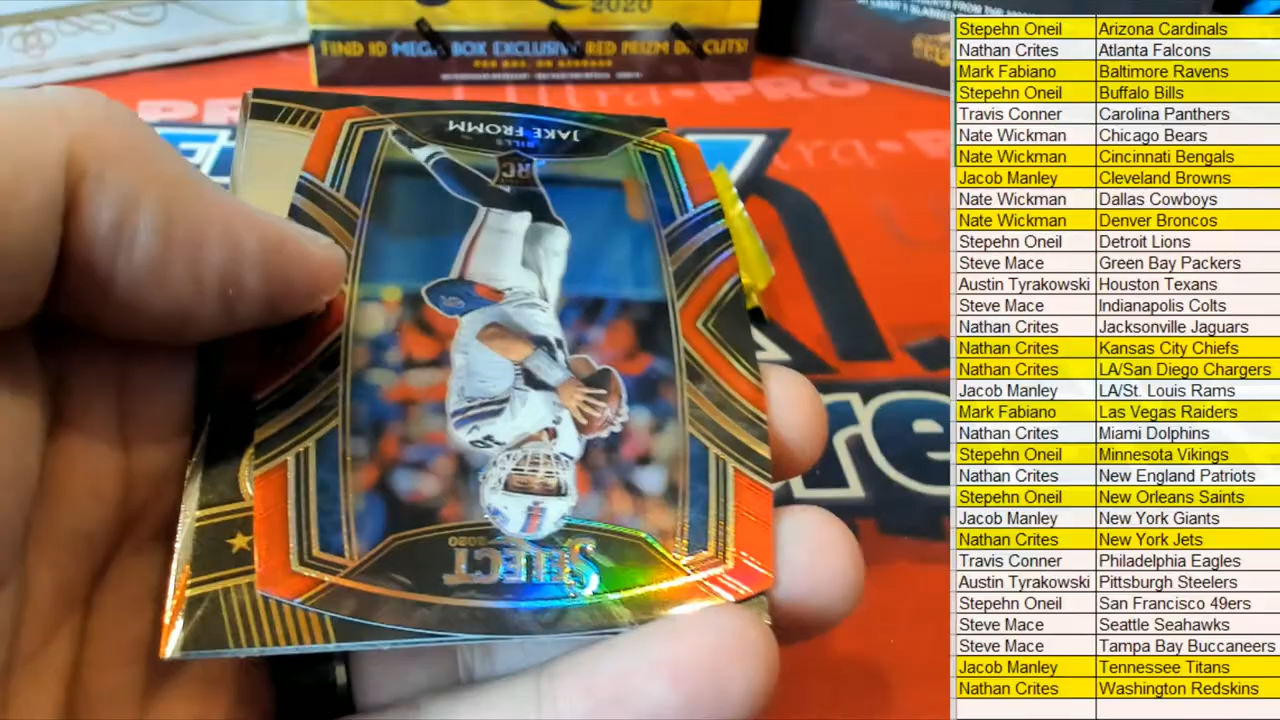 2020
FIND 10 MEGA BOX EXCLUSIVE RED PRIZM DIE CUTS!
PER BOX, ON AVERAGE
JAKE FROMM
BILLS
RC
SELECT
2020
Stepehn Oneil Arizona Cardinals
Nathan Crites Atlanta Falcons
Mark Fabiano Baltimore Ravens
Stepehn Oneil Buffalo Bills
Travis Conner Carolina Panthers
Nate Wickman Chicago Bears
Nate Wickman Cincinnati Bengals
Jacob Manley Cleveland Browns
Nate Wickman Dallas Cowboys
Nate Wickman Denver Broncos
Stepehn Oneil Detroit Lions
Steve Mace Green Bay Packers
Austin Tyrakowski Houston Texans
Steve Mace Indianapolis Colts
Nathan Crites Jacksonville Jaguars
Nathan Crites Kansas City Chiefs
Nathan Crites LA/San Diego Chargers
Jacob Manley LA/St. Louis Rams
Mark Fabiano Las Vegas Raiders
Nathan Crites Miami Dolphins
Stepehn Oneil Minnesota Vikings
Nathan Crites New England Patriots
Stepehn Oneil New Orleans Saints
Jacob Manley New York Giants
Nathan Crites New York Jets
Travis Conner Philadelphia Eagles
Austin Tyrakowski Pittsburgh Steelers
Stepehn Oneil San Francisco 49ers
Steve Mace Seattle Seahawks
Steve Mace Tampa Bay Buccaneers
Jacob Manley Tennessee Titans
Nathan Crites Washington Redskins